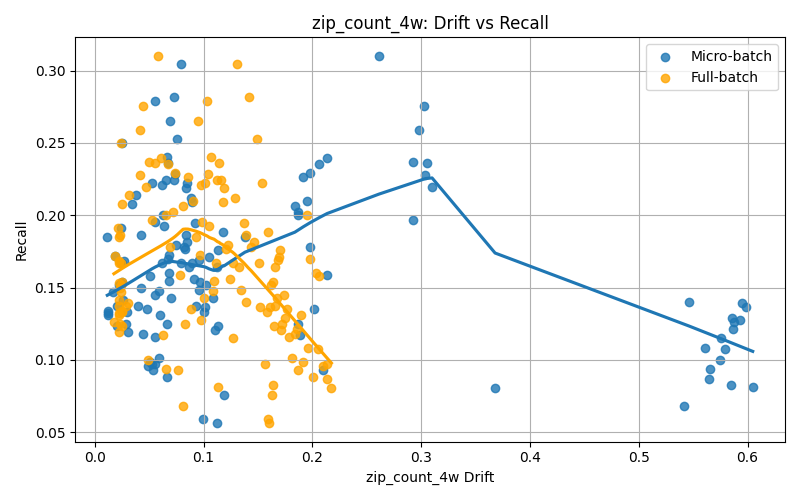 zip_count_4w: Drift vs Recall
Micro-batch
Full-batch
Recall
0.30
0.25
0.20
0.15
0.10
0.05
0.0 0.1 0.2 0.3 0.4 0.5 0.6
zip_count_4w Drift